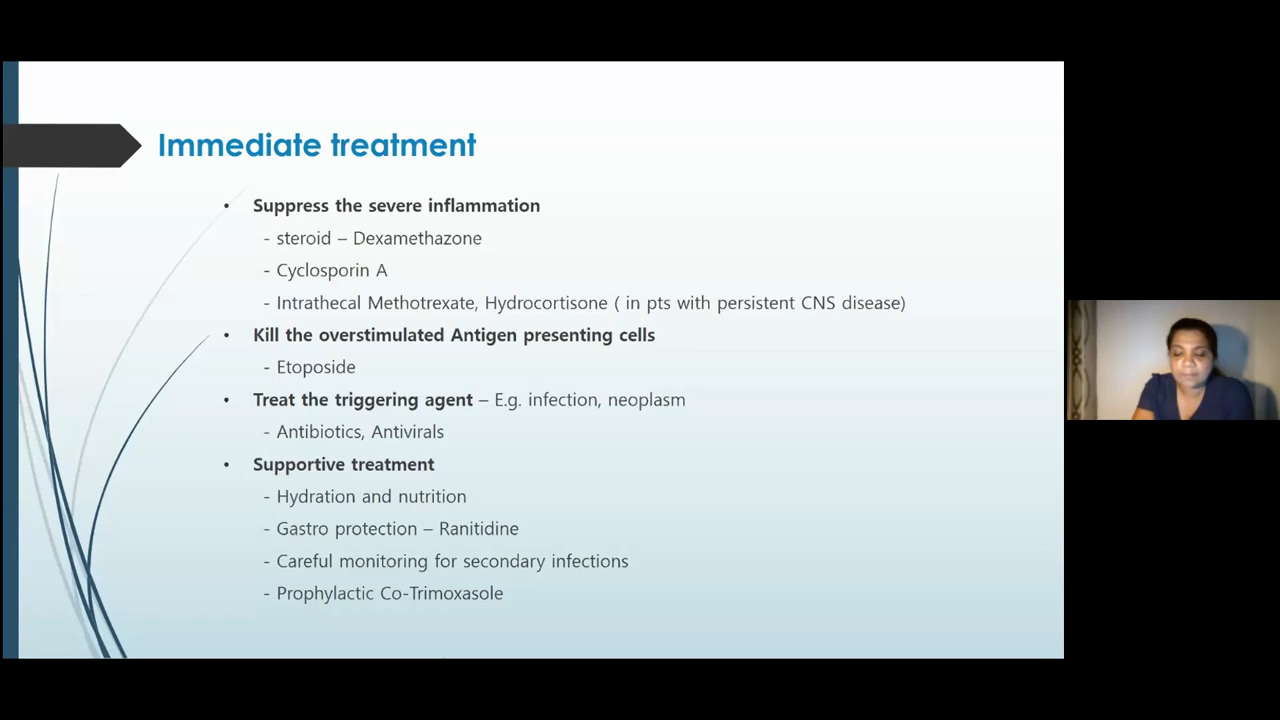 Immediate treatment
• Suppress the severe inflammation
- steroid – Dexamethazone
- Cyclosporin A
- Intrathecal Methotrexate, Hydrocortisone ( in pts with persistent CNS disease)
• Kill the overstimulated Antigen presenting cells
- Etoposide
• Treat the triggering agent – E.g. infection, neoplasm
- Antibiotics, Antivirals
• Supportive treatment
- Hydration and nutrition
- Gastro protection – Ranitidine
- Careful monitoring for secondary infections
- Prophylactic Co-Trimoxasole